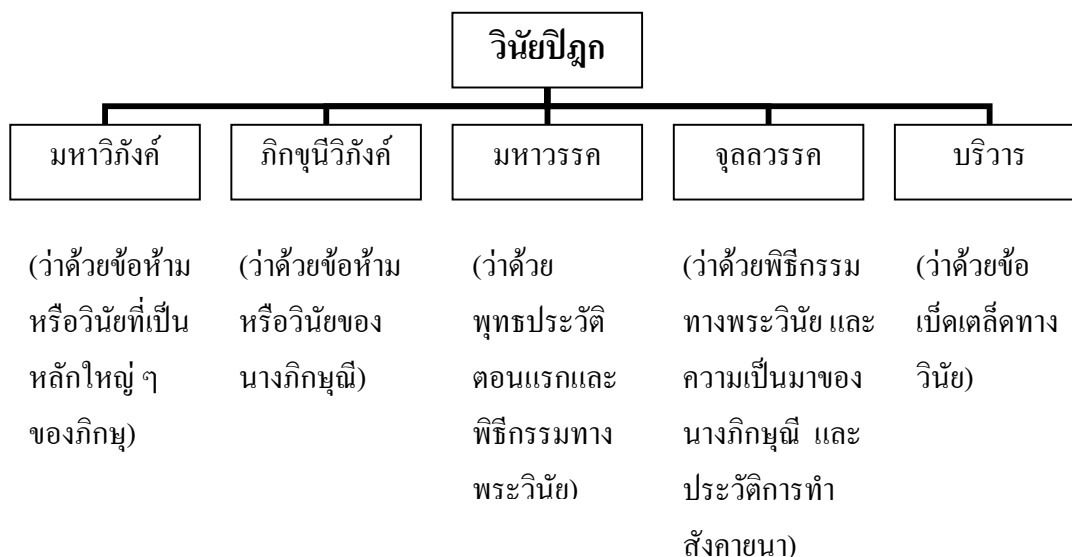 วินัยปิฎก
มหาวิภังค์
ภิกขุนีวิภังค์
มหาวรรค
จุลลวรรค
บริวาร
(ว่าด้วยข้อห้าม
หรือวินัยที่เป็น
หลักใหญ่ ๆ
ของภิกษุ)
(ว่าด้วยข้อห้าม
หรือวินัยของ
นางภิกษุณี)
(ว่าด้วย
พุทธประวัติ
ตอนแรกและ
พิธีกรรมทาง
พระวินัย)
(ว่าด้วยพิธีกรรม
ทางพระวินัย และ
ความเป็นมาของ
นางภิกษุณี และ
ประวัติการทำ
สังคายนา)
(ว่าด้วยข้อ
เบ็ดเตล็ดทาง
วินัย)